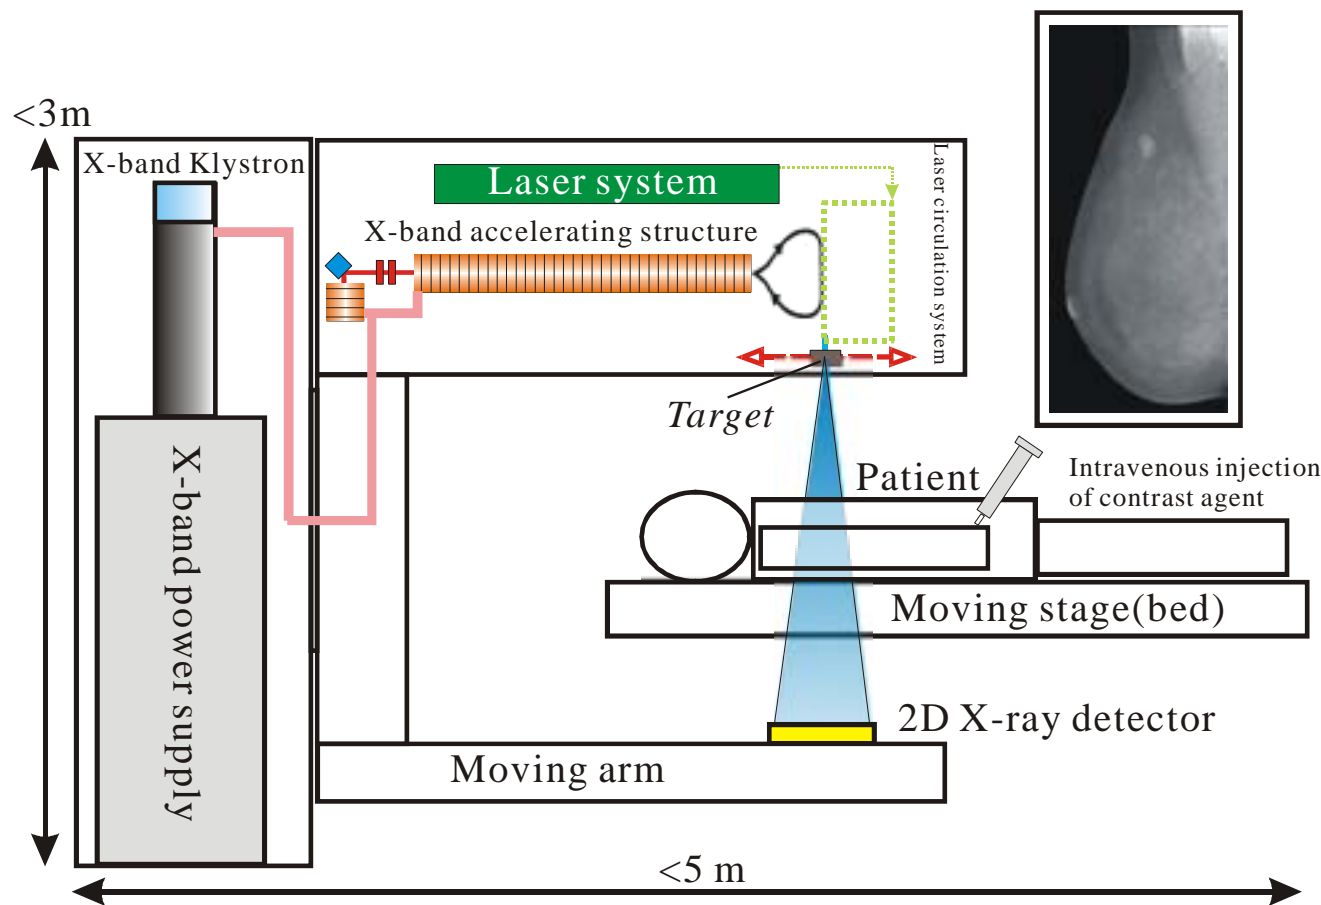 <3m
X-band Klystron
Laser system
Laser circulation system
X-band accelerating structure
Target
X-band power supply
Patient
Intravenous injection
of contrast agent
Moving stage(bed)
2D X-ray detector
Moving arm
<5 m